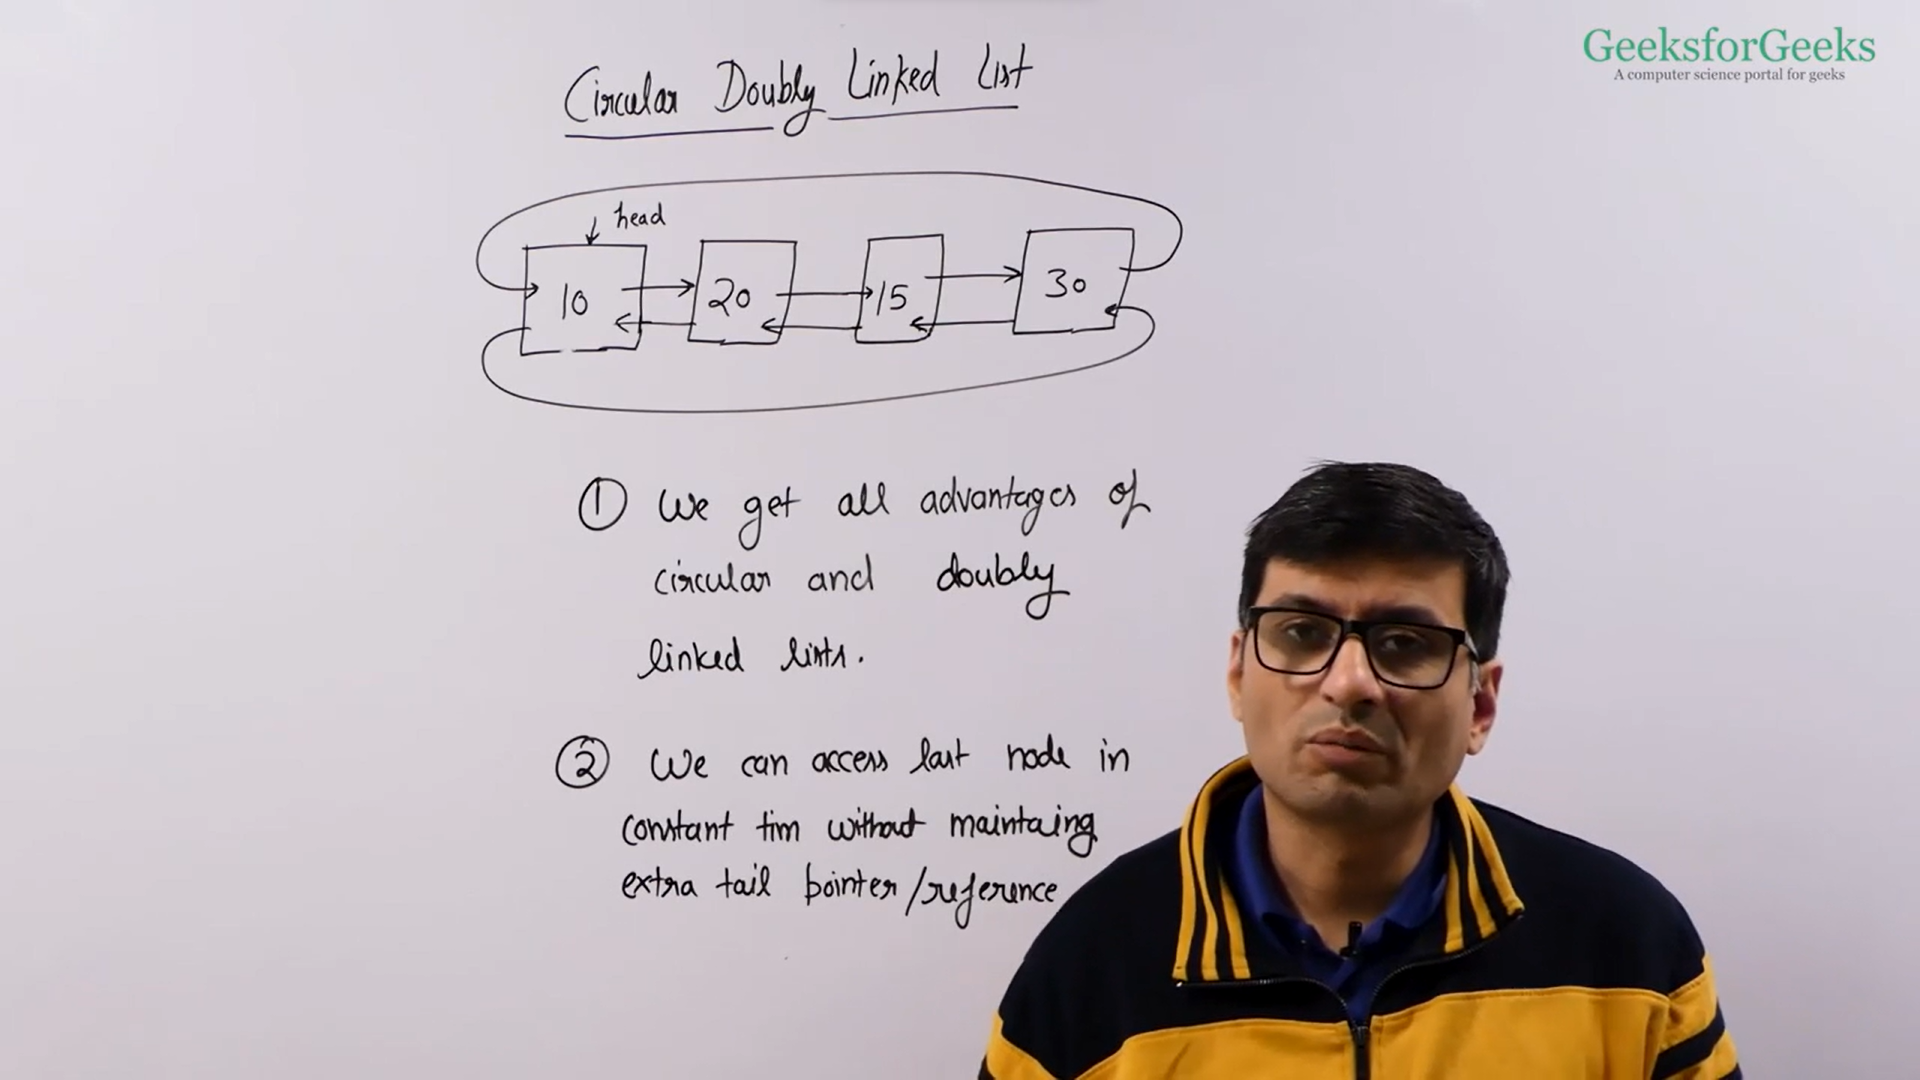 GeeksforGeeks
A computer science portal for geeks
Circular Doubly Linked List
head
10 20 15 30
① We get all advantages of
circular and doubly
linked lists.
② We can access last node in
constant tim without maintaing
extra tail pointer/reference